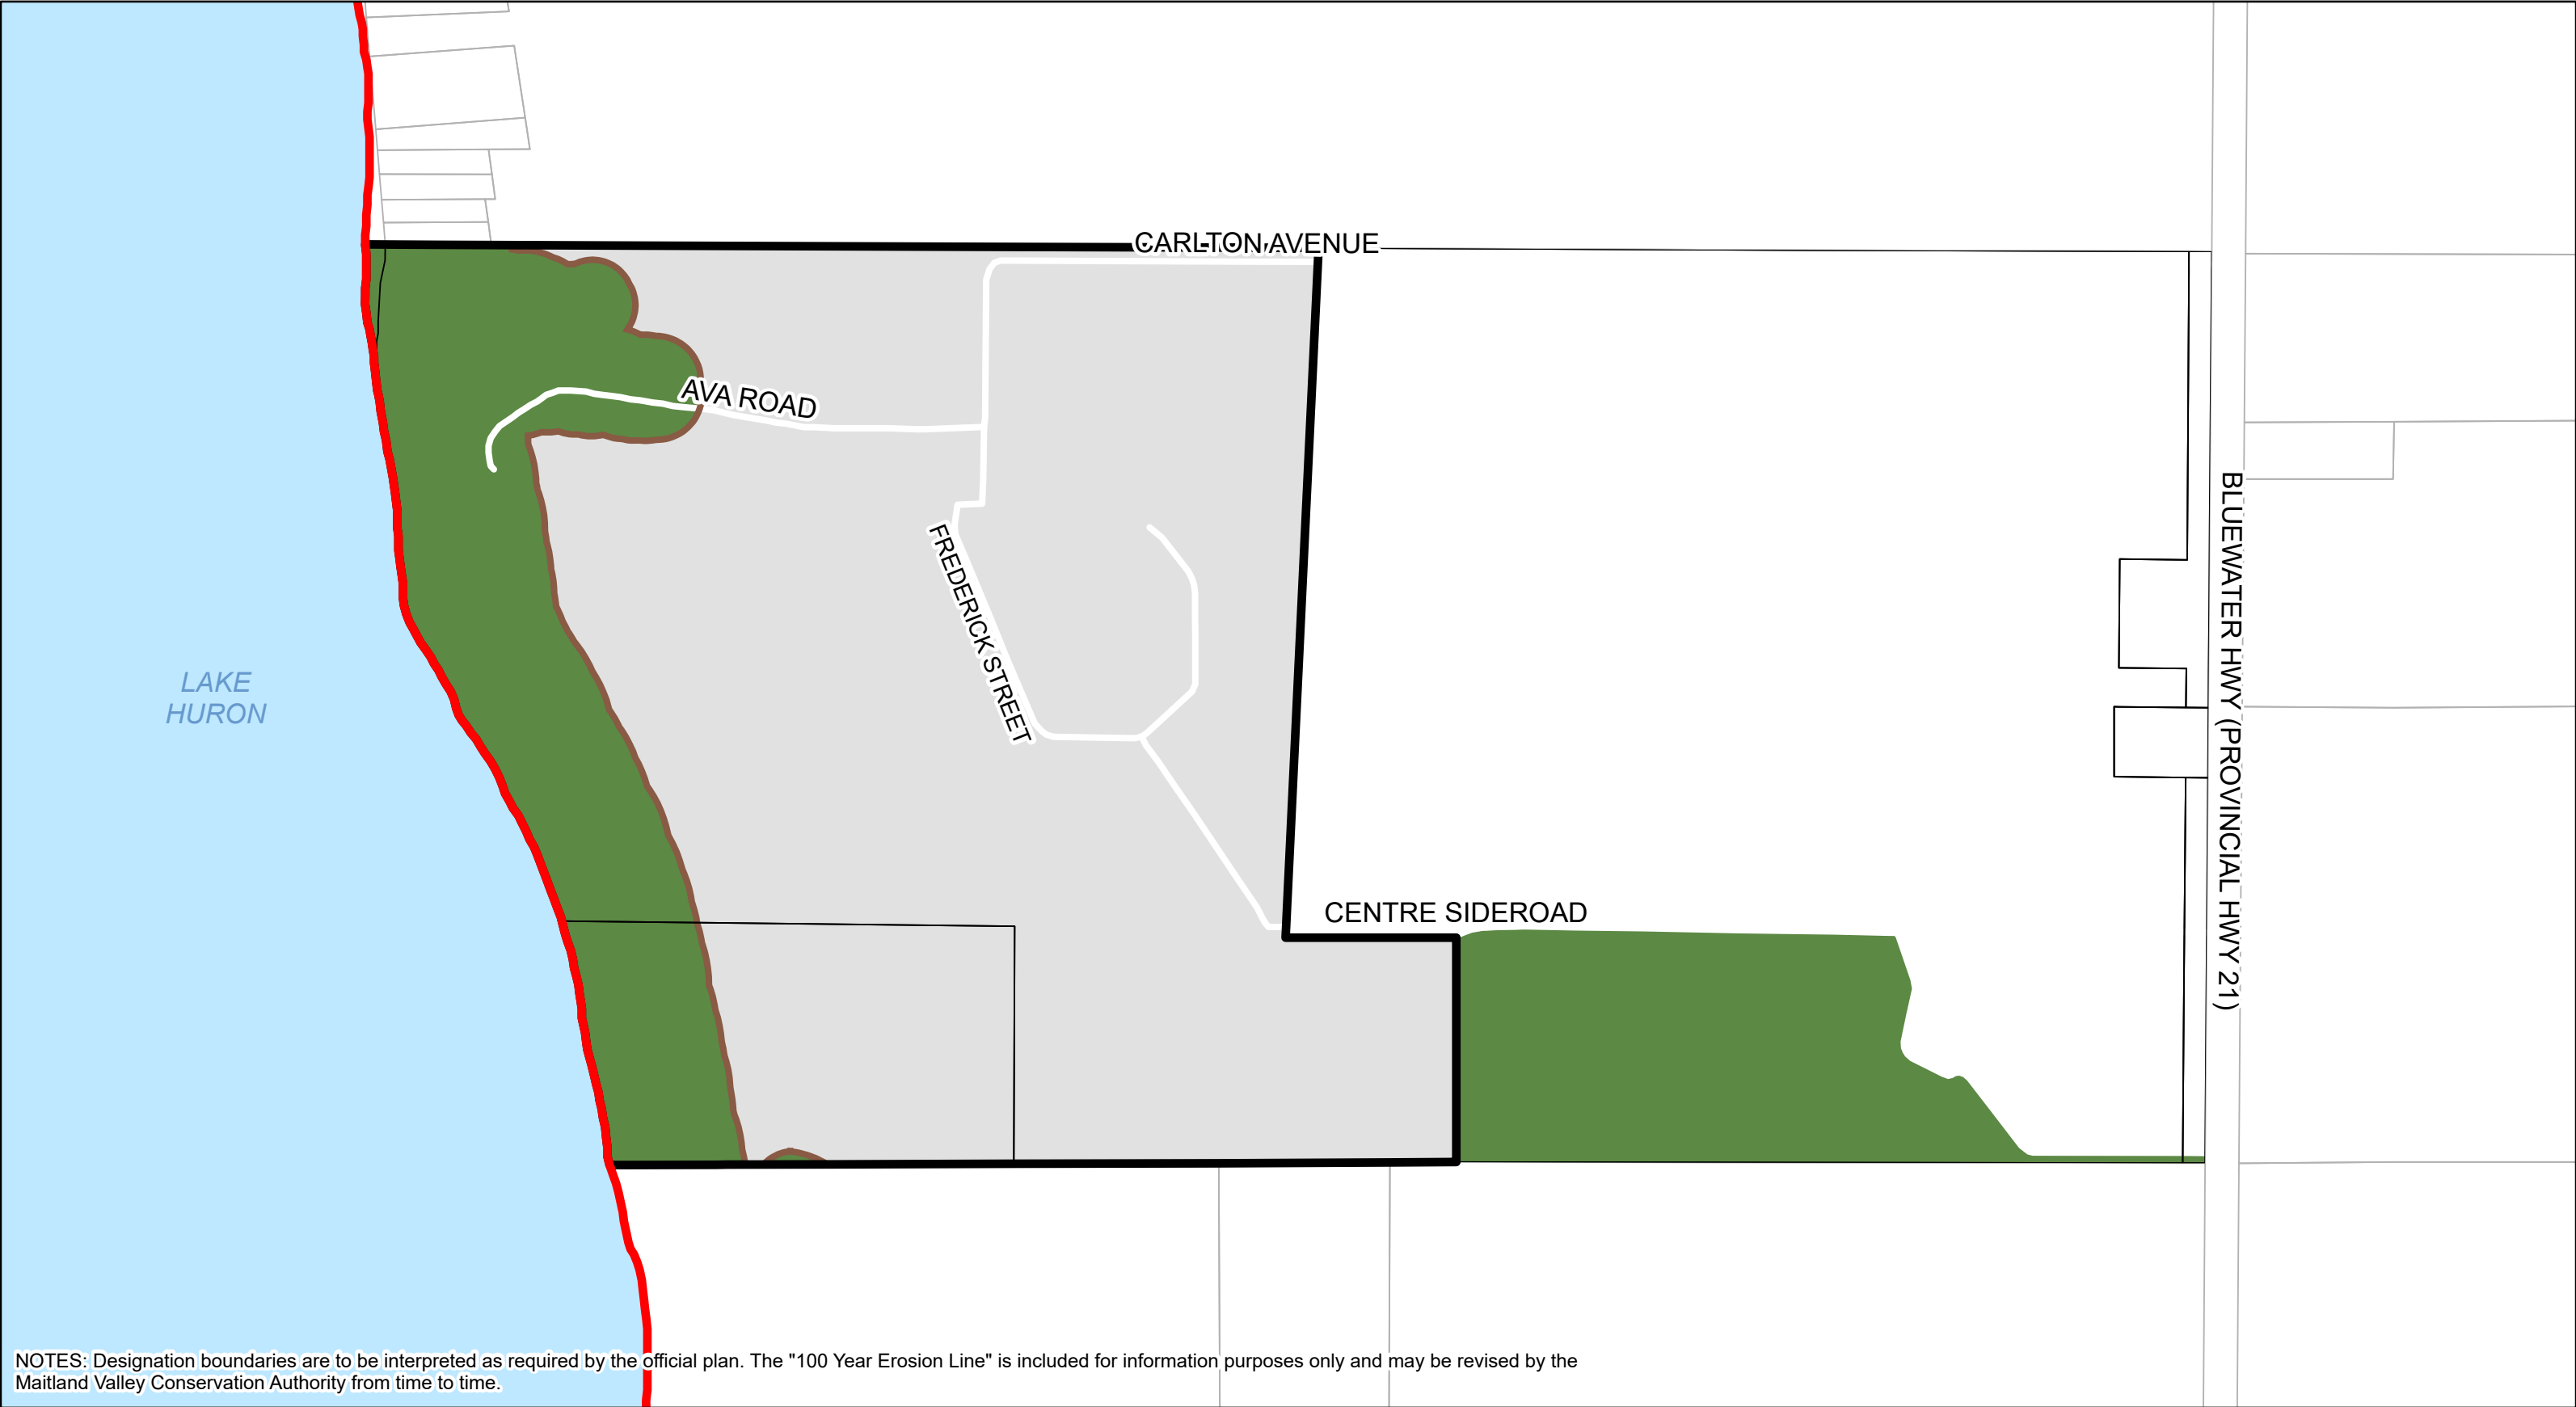 CARLTON AVENUE
AVA ROAD
FREDERICK STREET
BLUEWATER HWY (PROVINCIAL HWY 21)
LAKE
HURON
CENTRE SIDEROAD
NOTES: Designation boundaries are to be interpreted as required by the official plan. The "100 Year Erosion Line" is included for information purposes only and may be revised by the
Maitland Valley Conservation Authority from time to time.